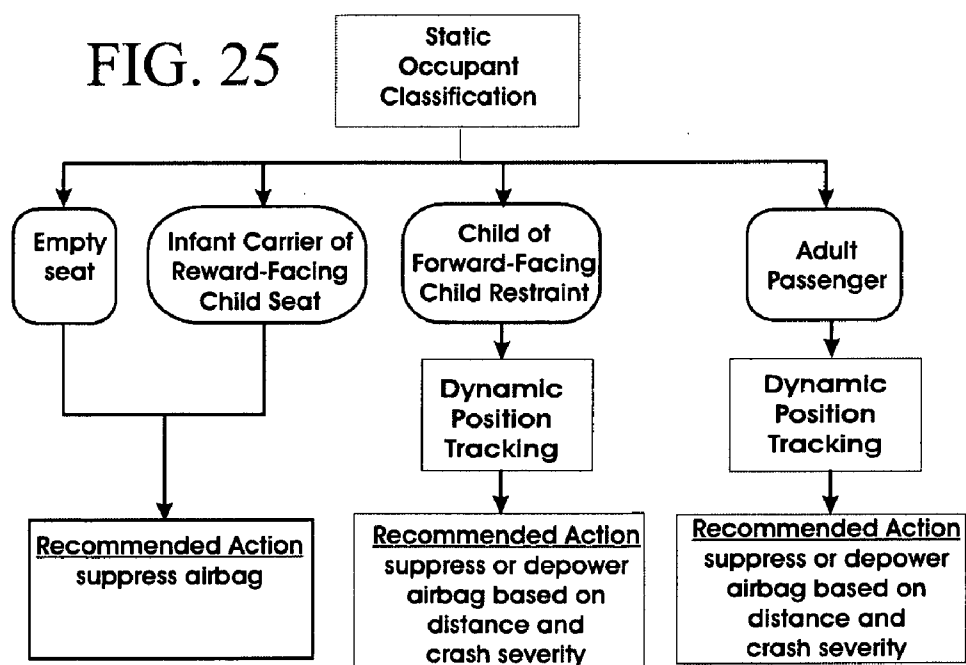 FIG. 25
Static
Occupant
Classification
Empty
seat
Infant Carrier of
Reward-Facing
Child Seat
Child of
Forward-Facing
Child Restraint
Adult
Passenger
Dynamic
Position
Tracking
Dynamic
Position
Tracking
Recommended Action
suppress airbag
Recommended Action
suppress or depower
airbag based on
distance and
crash severity
Recommended Action
suppress or depower
airbag based on
distance and
crash severity